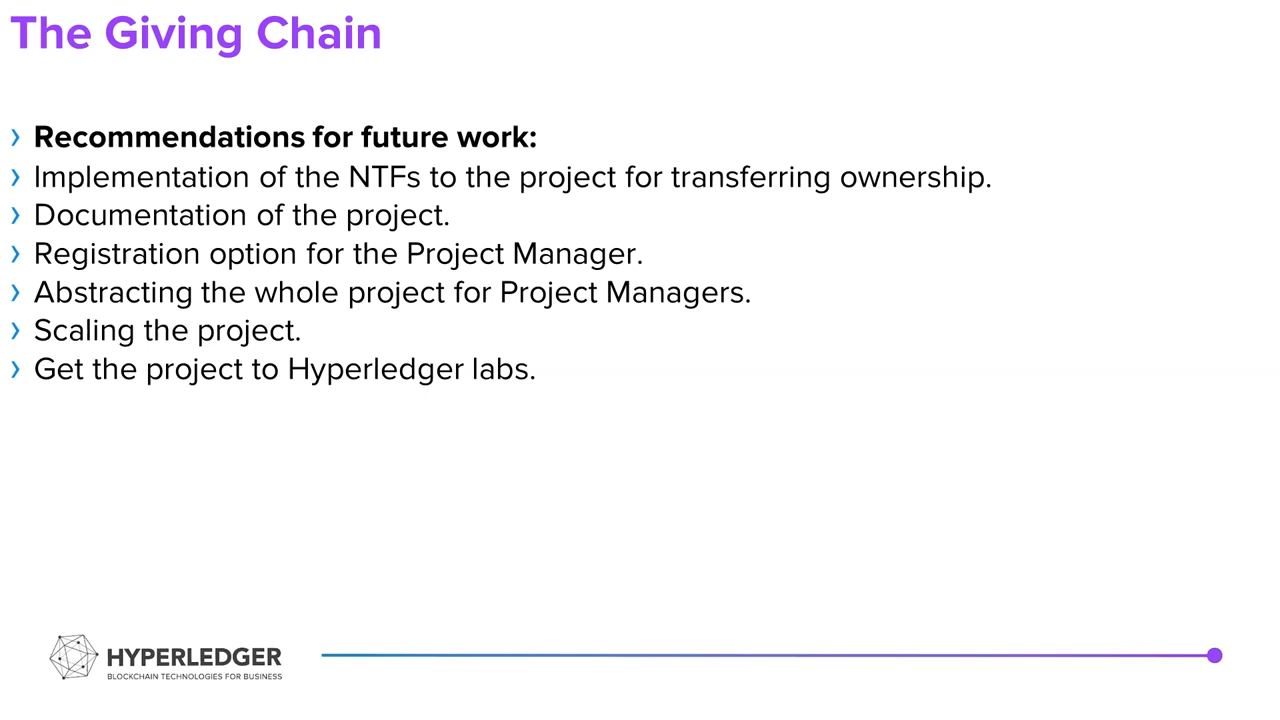 The Giving Chain
› Recommendations for future work:
› Implementation of the NTFs to the project for transferring ownership.
› Documentation of the project.
› Registration option for the Project Manager.
› Abstracting the whole project for Project Managers.
› Scaling the project.
› Get the project to Hyperledger labs.
HYPERLEDGER
BLOCKCHAIN TECHNOLOGIES FOR BUSINESS